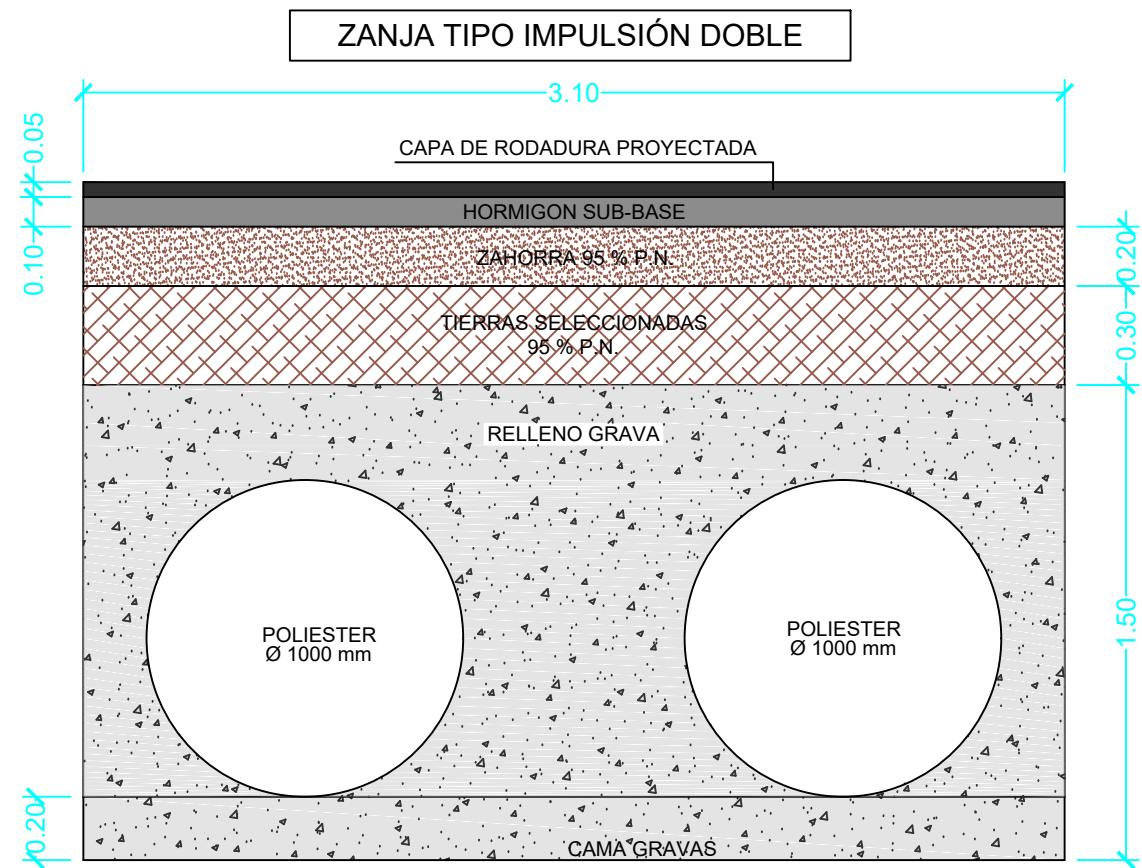 ZANJA TIPO IMPULSIÓN DOBLE
3.10
0.05
CAPA DE RODADURA PROYECTADA
HORMIGON SUB-BASE
0.10
ZAHORRA 95 % P.N.
0.20
TIERRAS SELECCIONADAS
95 % P.N.
0.30
RELLENO GRAVA
POLIESTER
Ø 1000 mm
POLIESTER
Ø 1000 mm
1.50
0.20
CAMA GRAVAS